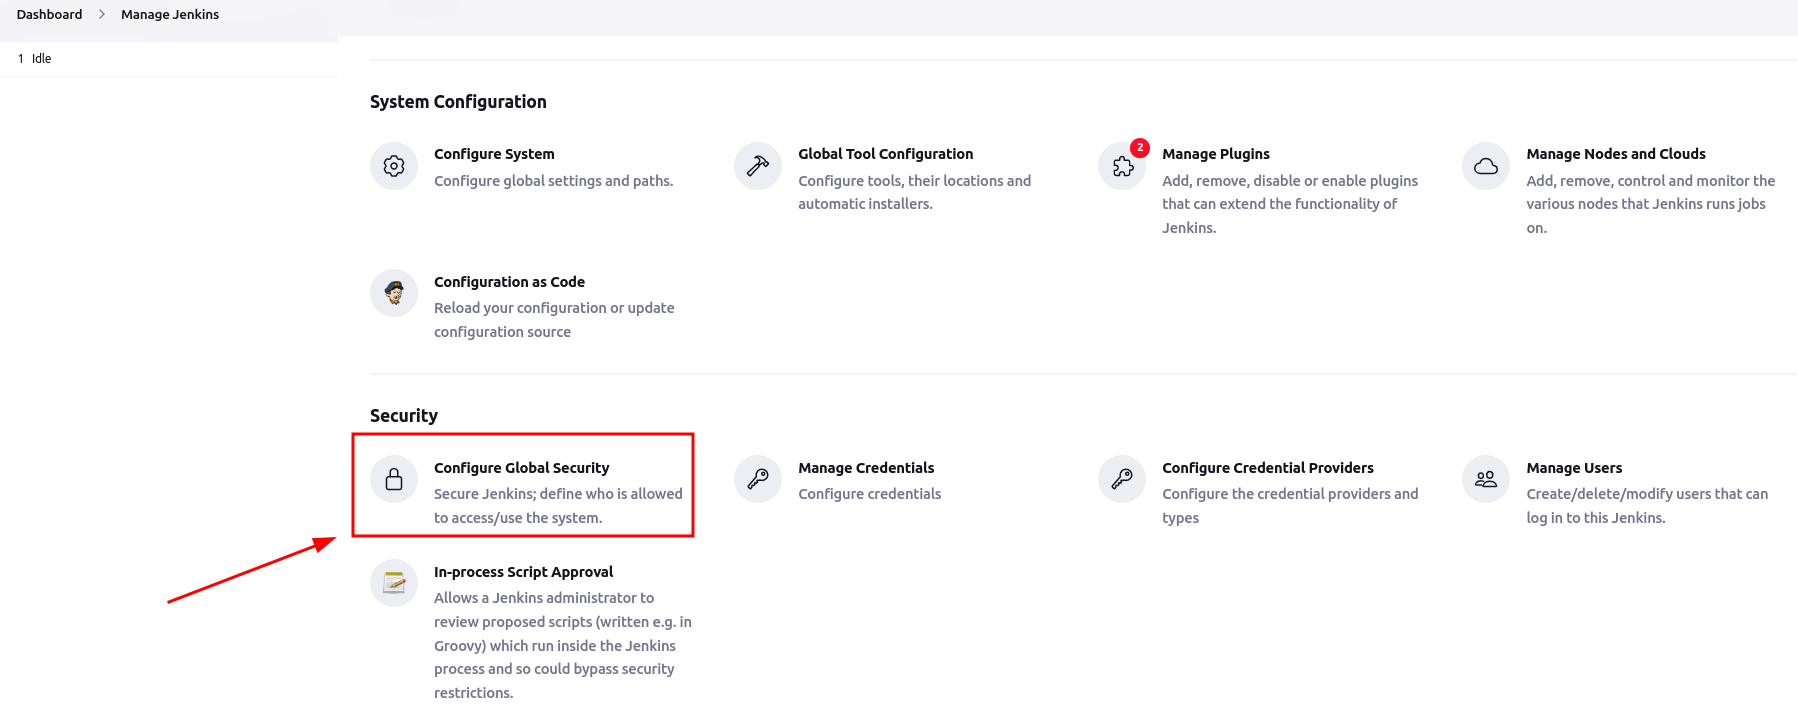 Dashboard > Manage Jenkins
1 Idle
System Configuration
Configure System
Configure global settings and paths.
Global Tool Configuration
Configure tools, their locations and
automatic installers.
2
Manage Plugins
Add, remove, disable or enable plugins
that can extend the functionality of
Jenkins.
Manage Nodes and Clouds
Add, remove, control and monitor the
various nodes that Jenkins runs jobs
on.
Configuration as Code
Reload your configuration or update
configuration source
Security
Configure Global Security
Secure Jenkins; define who is allowed
to access/use the system.
Manage Credentials
Configure credentials
Configure Credential Providers
Configure the credential providers and
types
Manage Users
Create/delete/modify users that can
log in to this Jenkins.
In-process Script Approval
Allows a Jenkins administrator to
review proposed scripts (written e.g. in
Groovy) which run inside the Jenkins
process and so could bypass security
restrictions.